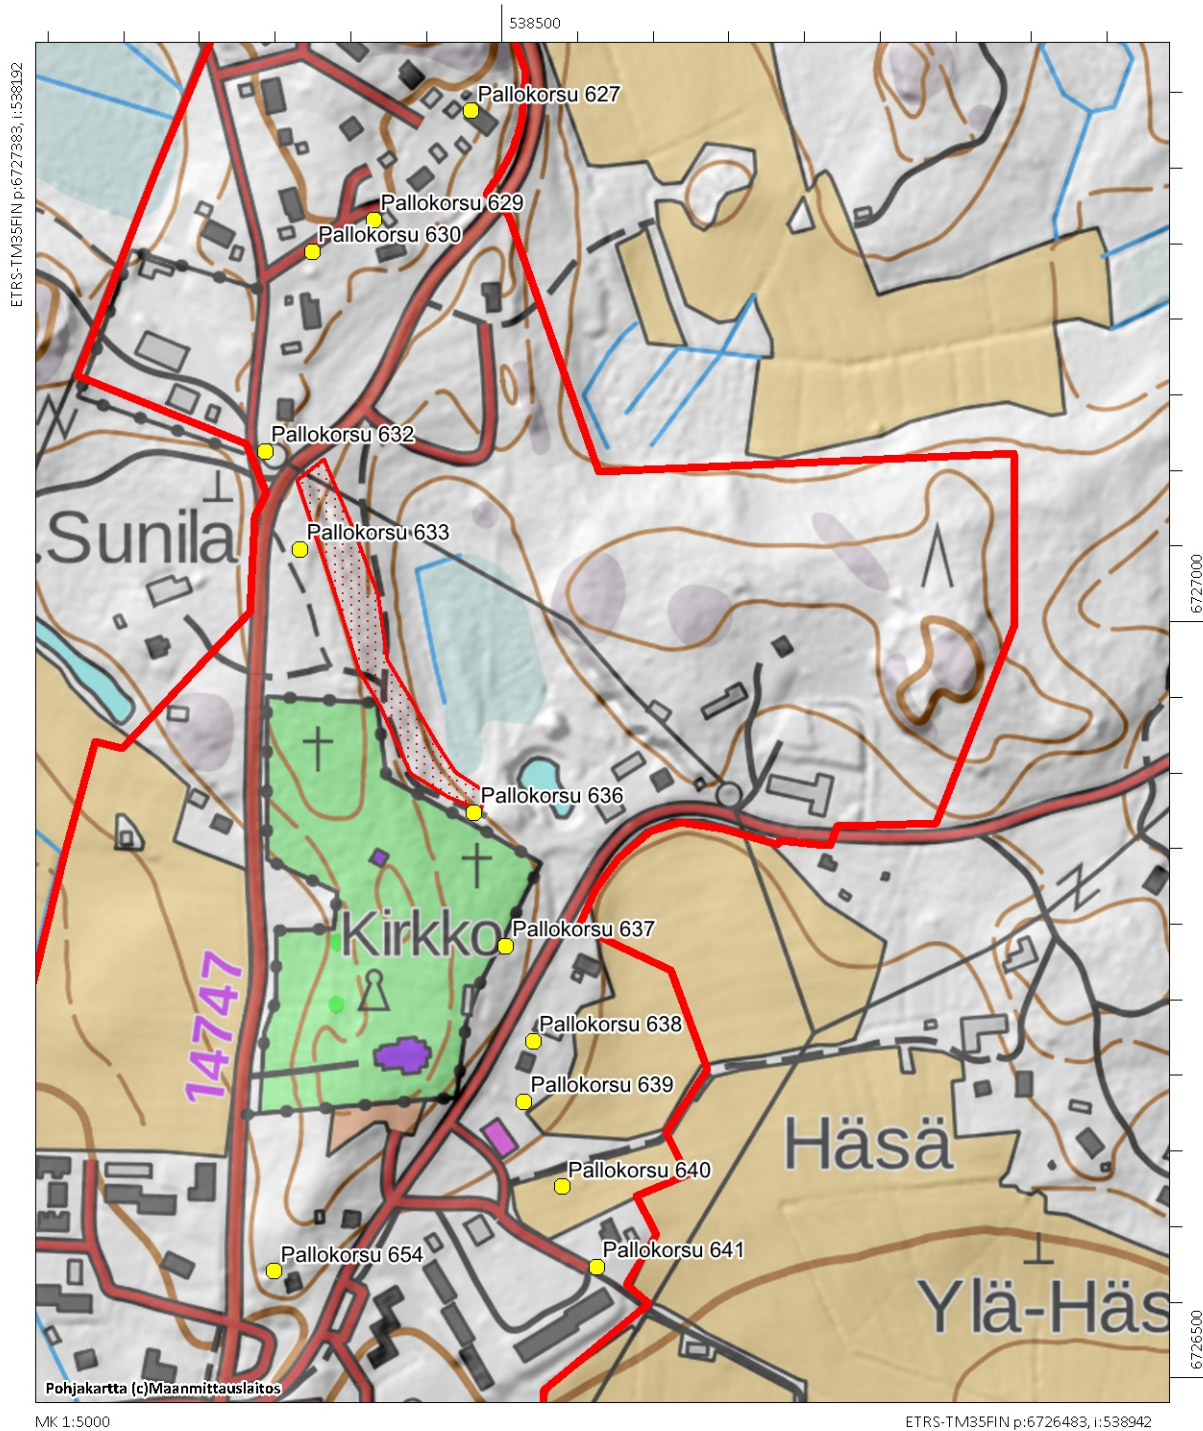 538500
ETRS-TM35FIN p:6727383, i:538192
Pallokorsu 627
Pallokorsu 629
Pallokorsu 630
Pallokorsu 632
Sunila
Pallokorsu 633
6727000
Pallokorsu 636
Kirkko
Pallokorsu 637
14747
Pallokorsu 638
Pallokorsu 639
Häsä
Pallokorsu 640
Pallokorsu 641
Pallokorsu 654
Ylä-Häs
6726500
Pohjakartta (c)Maanmittauslaitos
MK 1:5000
ETRS-TM35FIN p:6726483, i:538942